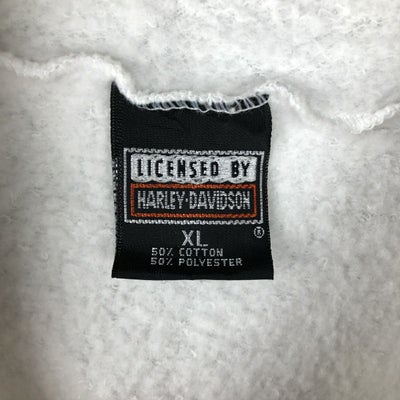 LICENSED BY
HARLEY-DAVIDSON
®
XL
50% COTTON
50% POLYESTER